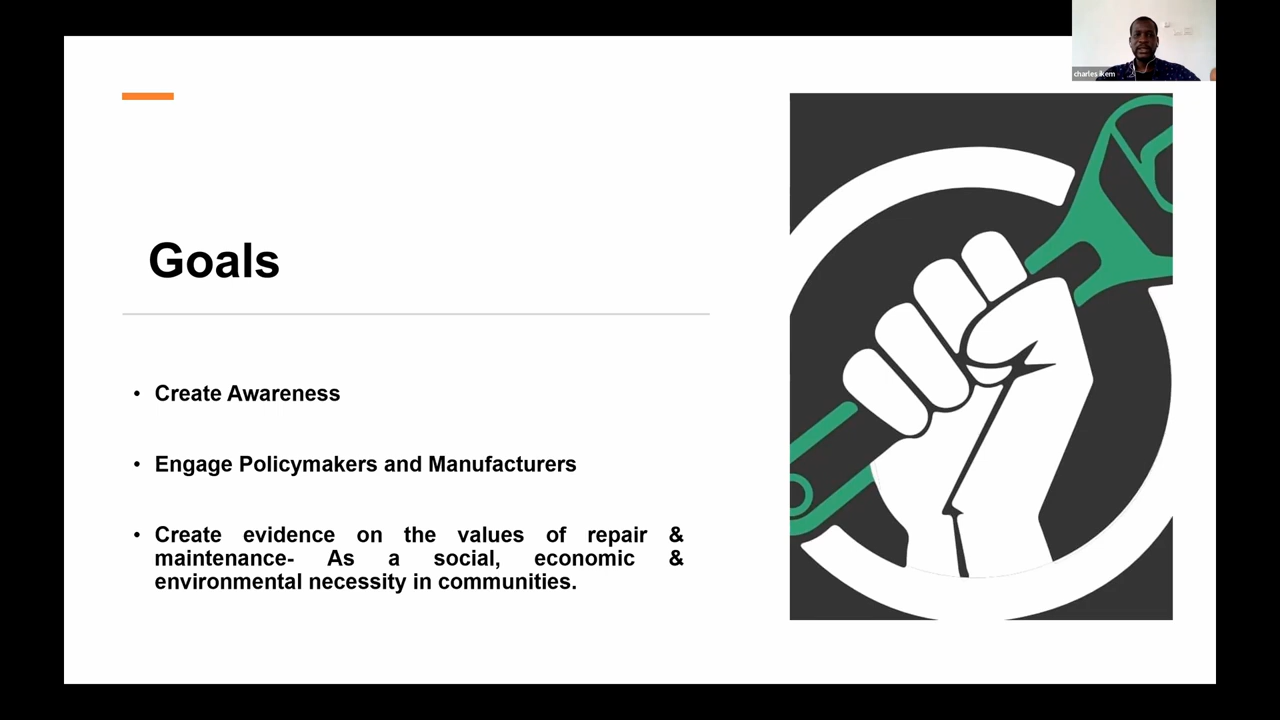 charles ikem
Goals
• Create Awareness
• Engage Policymakers and Manufacturers
• Create evidence on the values of repair &
maintenance- As a social, economic &
environmental necessity in communities.